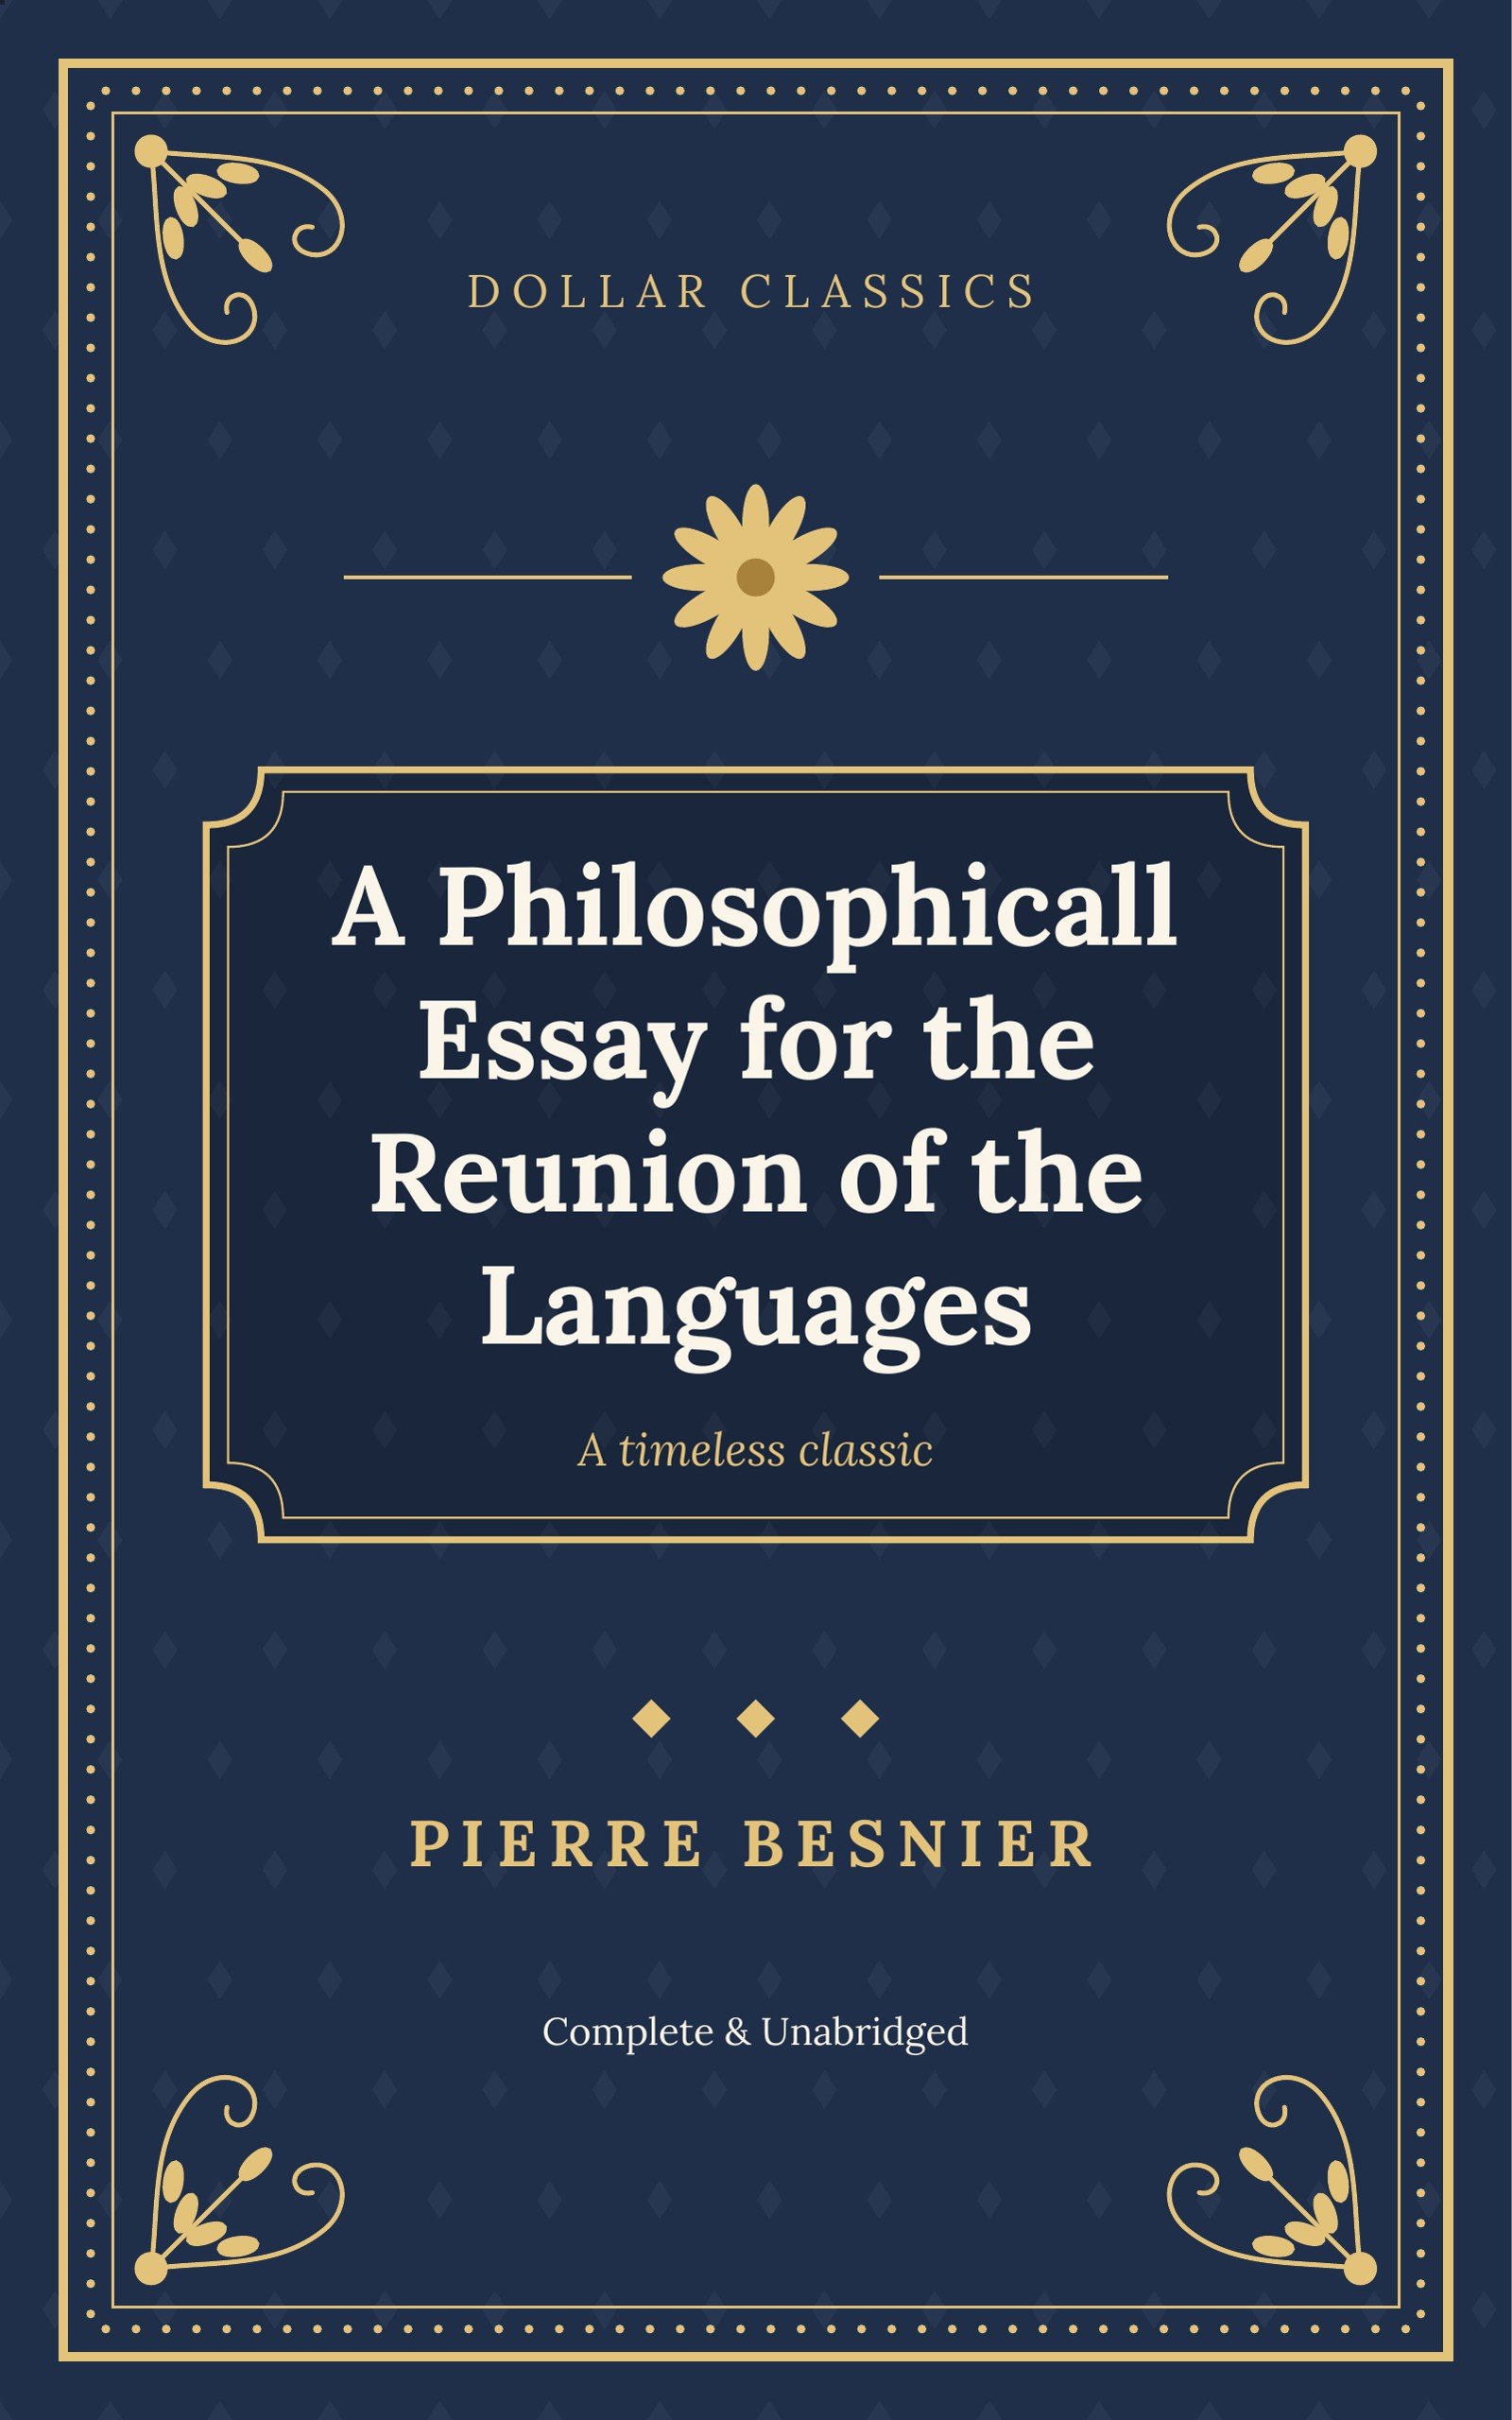 DOLLAR CLASSICS
A Philosophicall
Essay for the
Reunion of the
Languages
A timeless classic
PIERRE BESNIER
Complete & Unabridged